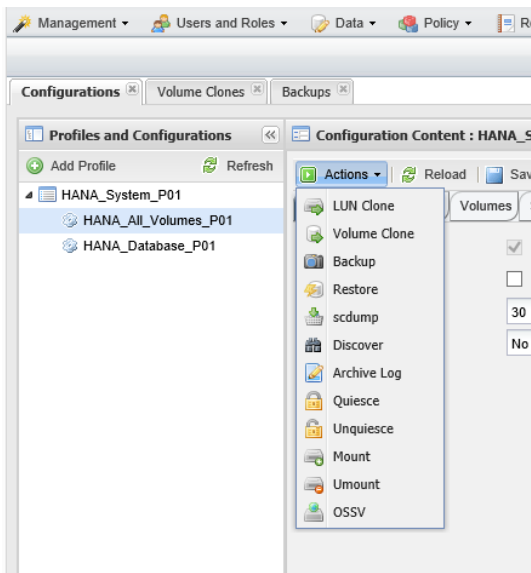 Management Users and Roles Data Policy R
Configurations Volume Clones Backups
Profiles and Configurations
Add Profile Refresh
HANA_System_P01
HANA_All_Volumes_P01
HANA_Database_P01
Configuration Content : HANA_S
Actions Reload Sav
Volumes
LUN Clone
Volume Clone
Backup
Restore
scdump
Discover
Archive Log
Quiesce
Unquiesce
Mount
Umount
OSSV
30
No